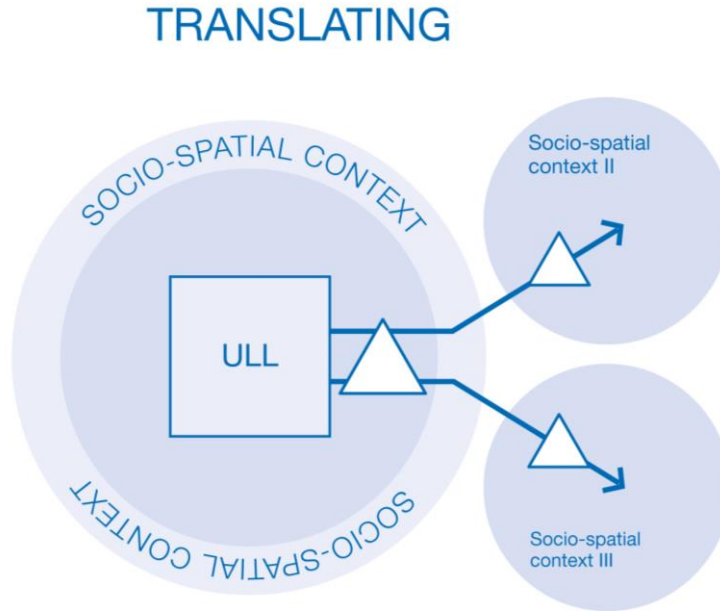 TRANSLATING
SOCIO-SPATIAL CONTEXT
Socio-spatial
context II
ULL
SOCIO-SPATIAL CONTEXT
Socio-spatial
context III